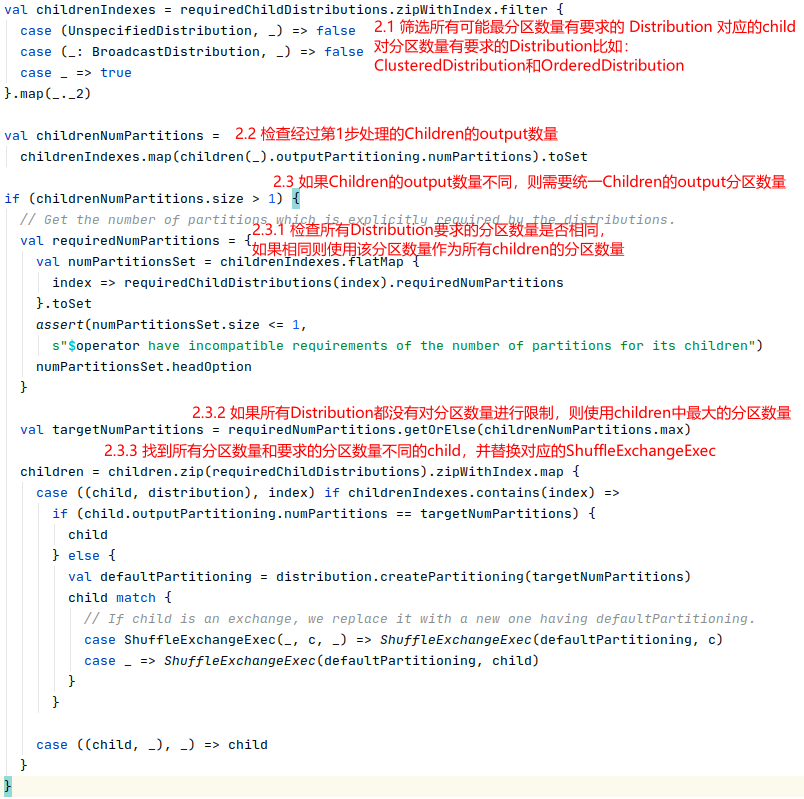 val childrenIndexes = requiredChildDistributions.zipWithIndex.filter {
2.1 筛选所有可能最分区数量有要求的 Distribution 对应的child
case (UnspecifiedDistribution, _) => false
对分区数量有要求的Distribution比如：
case (_: BroadcastDistribution, _) => false
ClusteredDistribution和OrderedDistribution
case _ => true
}.map(_._2)
val childrenNumPartitions =
2.2 检查经过第1步处理的Children的output数量
childrenIndexes.map(children(_).outputPartitioning.numPartitions).toSet
2.3 如果Children的output数量不同，则需要统一Children的output分区数量
if (childrenNumPartitions.size > 1) {
// Get the number of partitions which is explicitly required by the distributions.
2.3.1 检查所有Distribution要求的分区数量是否相同，
val requiredNumPartitions = {
如果相同则使用该分区数量作为所有children的分区数量
val numPartitionsSet = childrenIndexes.flatMap {
index => requiredChildDistributions(index).requiredNumPartitions
}.toSet
assert(numPartitionsSet.size <= 1,
s"$operator have incompatible requirements of the number of partitions for its children")
numPartitionsSet.headOption
}
2.3.2 如果所有Distribution都没有对分区数量进行限制，则使用children中最大的分区数量
val targetNumPartitions = requiredNumPartitions.getOrElse(childrenNumPartitions.max)
2.3.3 找到所有分区数量和要求的分区数量不同的child，并替换对应的ShuffleExchangeExec
children = children.zip(requiredChildDistributions).zipWithIndex.map {
case ((child, distribution), index) if childrenIndexes.contains(index) =>
if (child.outputPartitioning.numPartitions == targetNumPartitions) {
child
} else {
val defaultPartitioning = distribution.createPartitioning(targetNumPartitions)
child match {
// If child is an exchange, we replace it with a new one having defaultPartitioning.
case ShuffleExchangeExec(_, c, _) => ShuffleExchangeExec(defaultPartitioning, c)
case _ => ShuffleExchangeExec(defaultPartitioning, child)
}
}
case ((child, _), _) => child
}
}